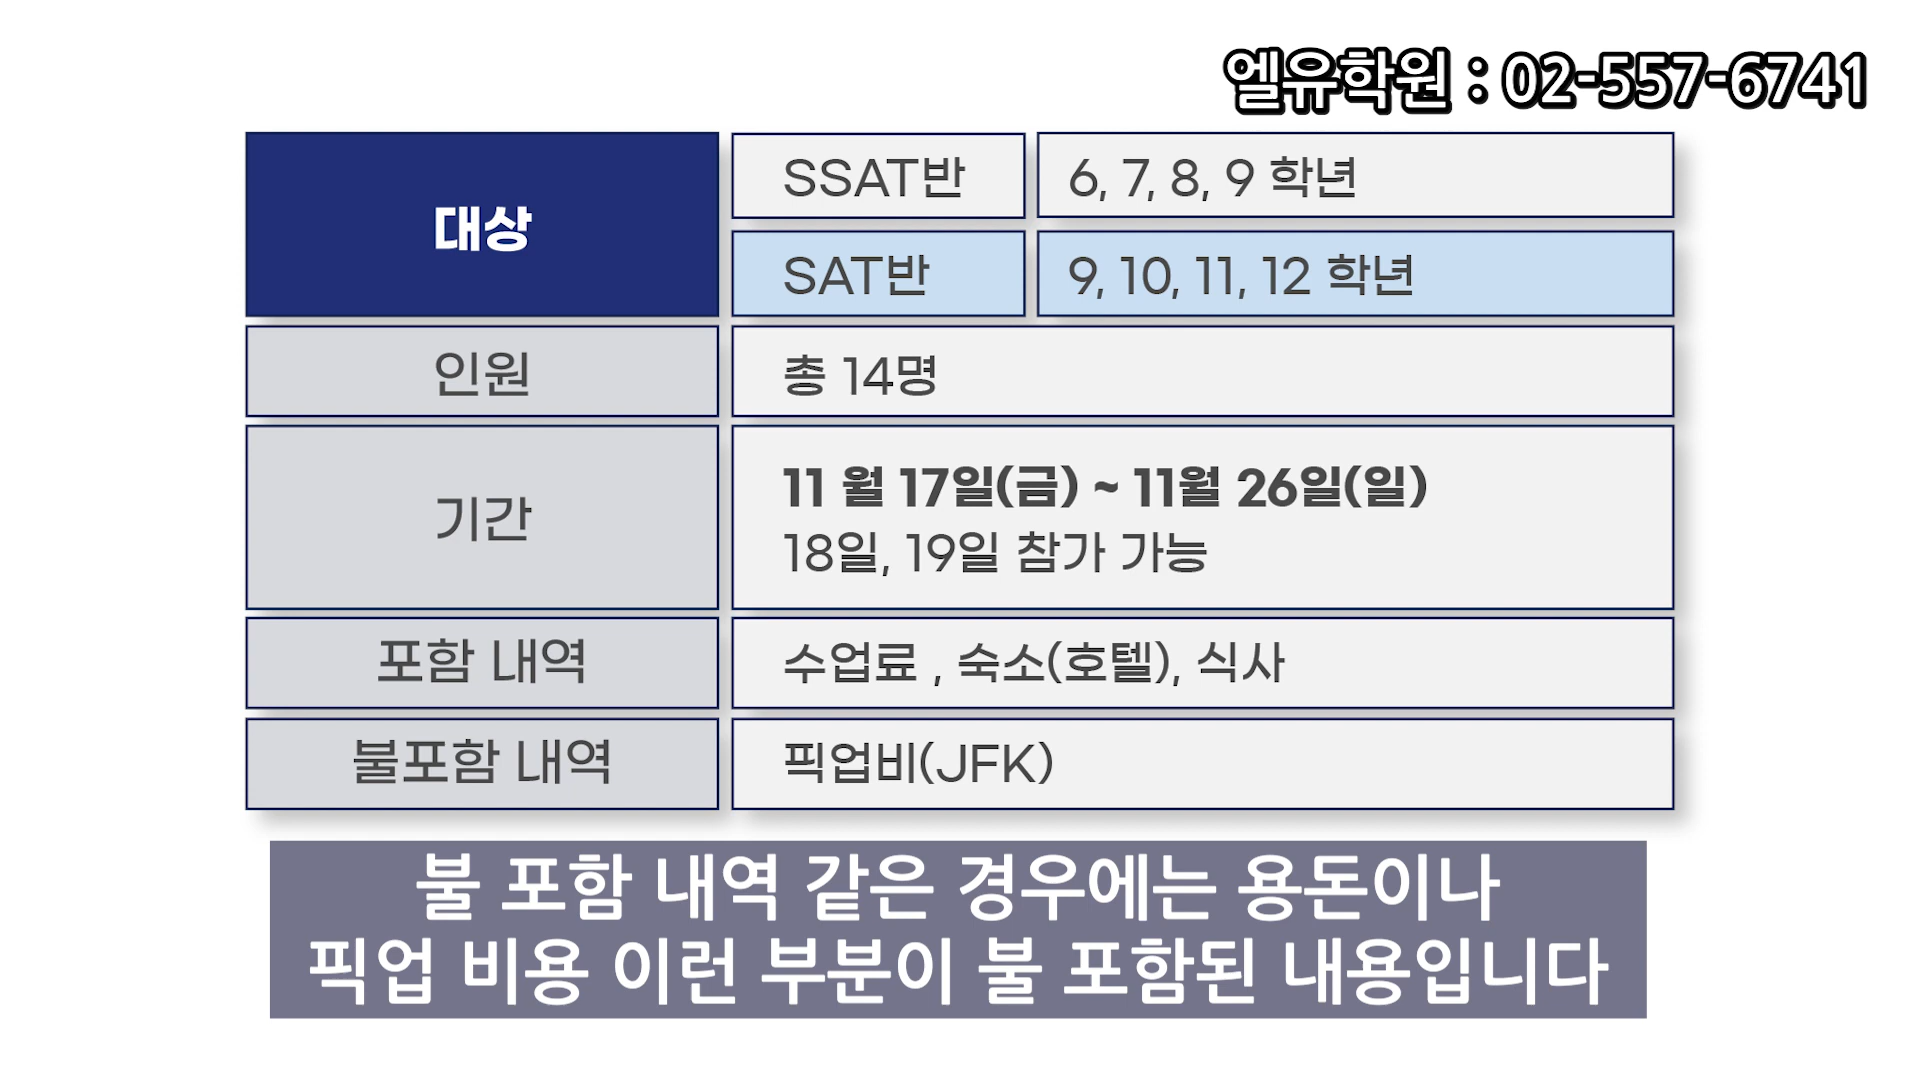 엘유학원 : 02-557-6741
대상
SSAT반
6, 7, 8, 9 학년
SAT반
9, 10, 11, 12 학년
인원
총 14명
기간
11 월 17일(금) ~ 11월 26일(일)
18일, 19일 참가 가능
포함 내역
수업료 , 숙소(호텔), 식사
불포함 내역
픽업비(JFK)
불 포함 내역 같은 경우에는 용돈이나
픽업 비용 이런 부분이 불 포함된 내용입니다